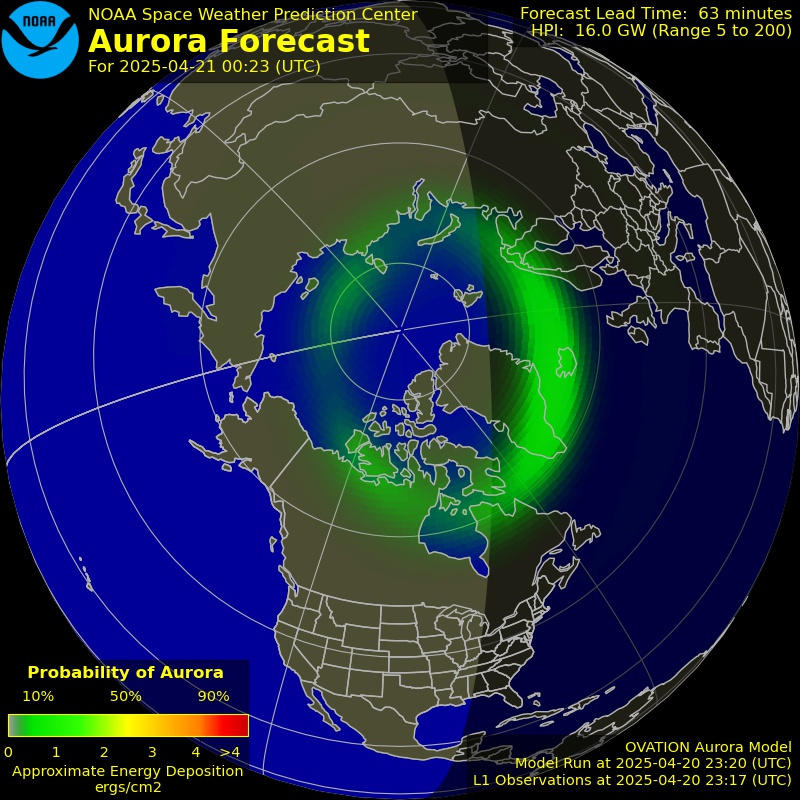 NOAA
NOAA Space Weather Prediction Center
Aurora Forecast
For 2025-04-21 00:23 (UTC)
Forecast Lead Time:  63 minutes
HPI:  16.0 GW (Range 5 to 200)
Probability of Aurora
10% 50% 90%
0 1 2 3 4 >4
Approximate Energy Deposition
ergs/cm2
OVATION Aurora Model
Model Run at 2025-04-20 23:20 (UTC)
L1 Observations at 2025-04-20 23:17 (UTC)